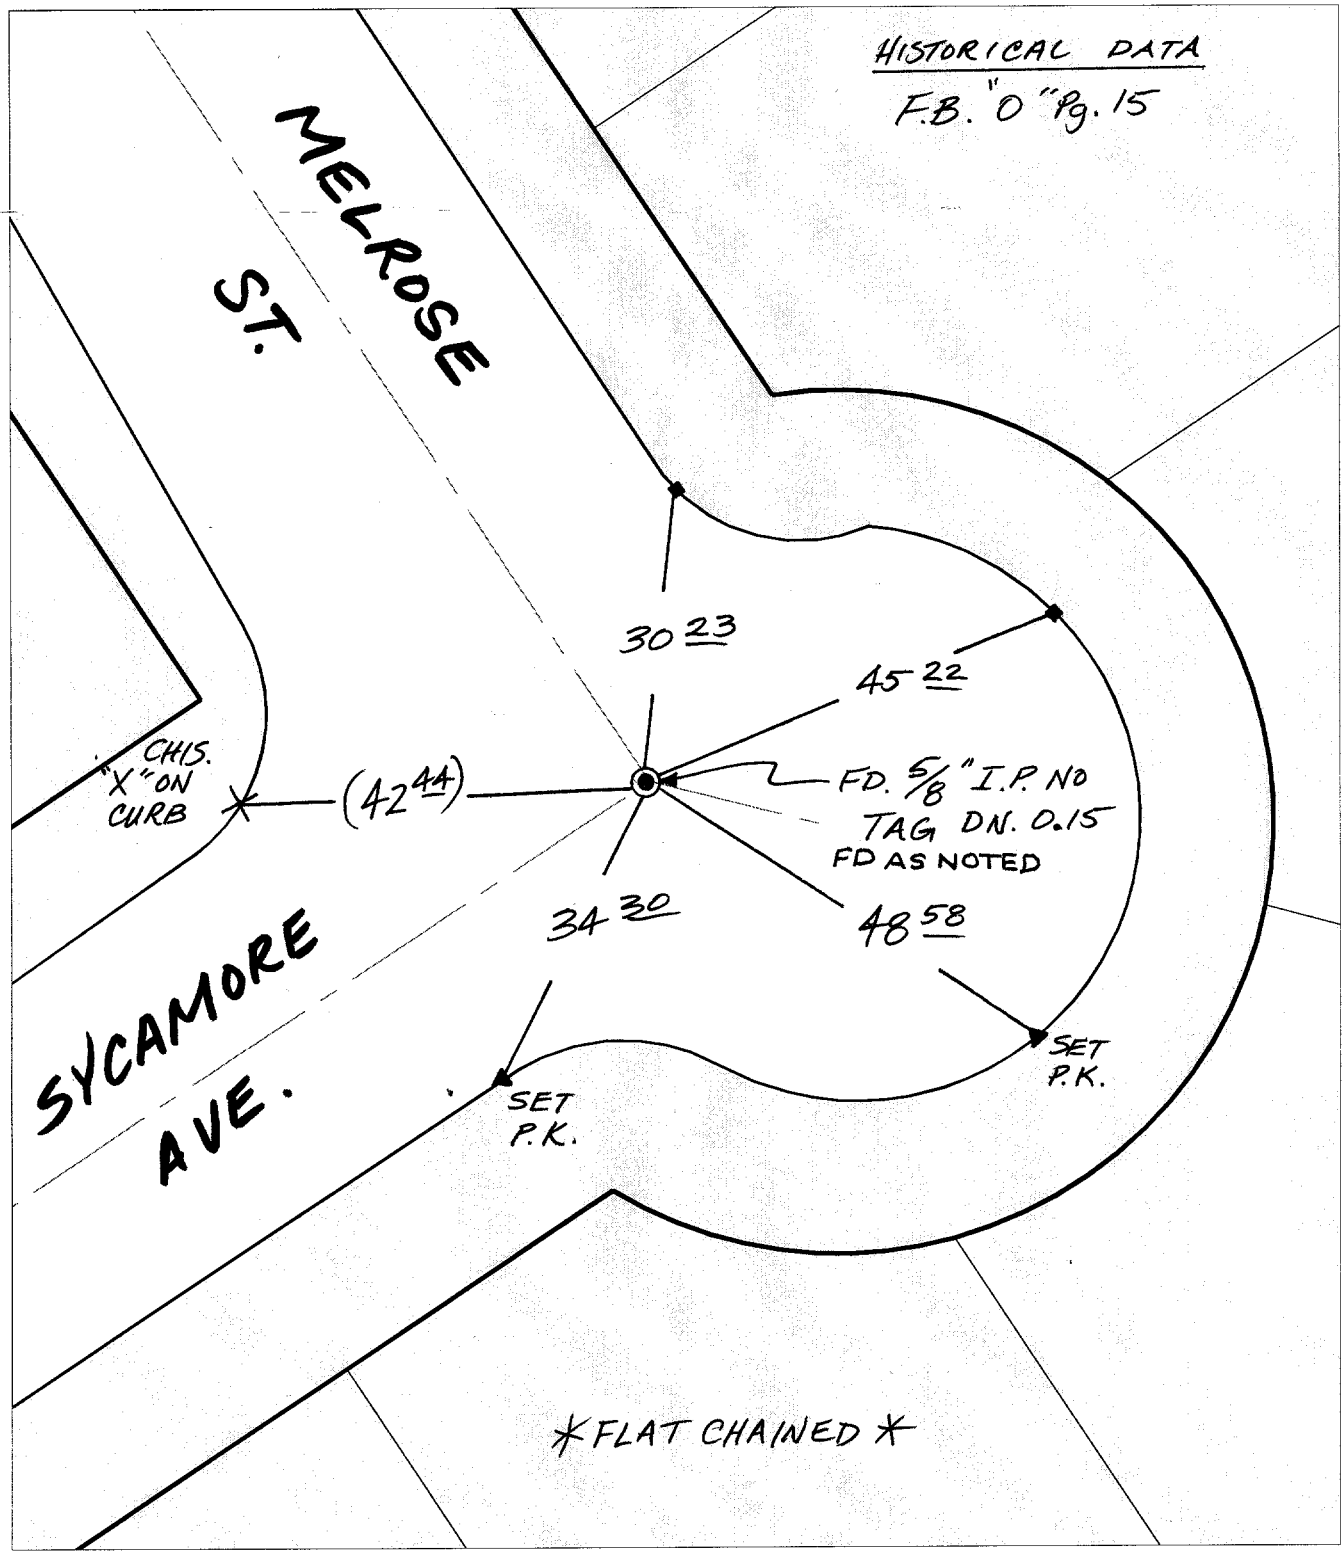 HISTORICAL DATA
F.B. "O" Pg. 15
MELROSE
ST.
30 23
45 22
CHIS.
"X" ON
CURB
(42 44)
FD. 5/8" I.P. NO
TAG DN. 0.15
FD AS NOTED
34 30
48 58
SYCAMORE
AVE.
SET
P.K.
SET
P.K.
*FLAT CHAINED*